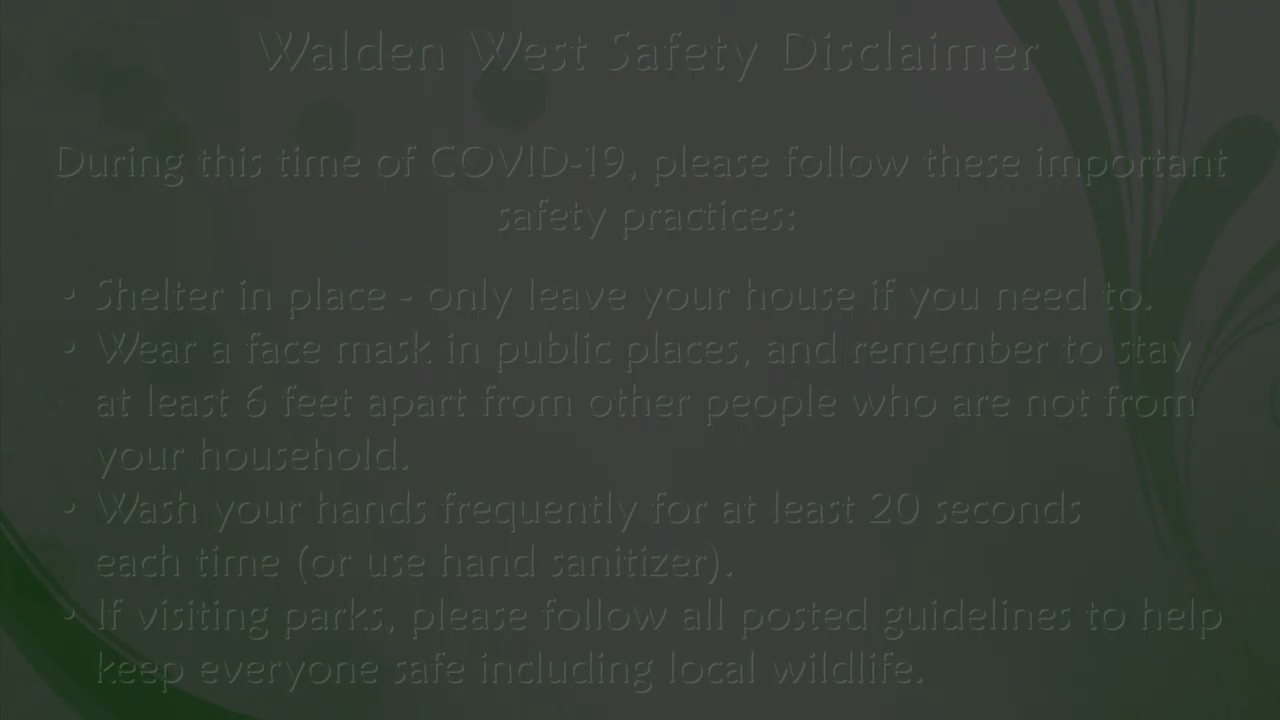 Walden West Safety Disclaimer
During this time of COVID-19, please follow these important
safety practices:
• Shelter in place - only leave your house if you need to.
• Wear a face mask in public places, and remember to stay
at least 6 feet apart from other people who are not from
your household.
• Wash your hands frequently for at least 20 seconds
each time (or use hand sanitizer).
• If visiting parks, please follow all posted guidelines to help
keep everyone safe including local wildlife.